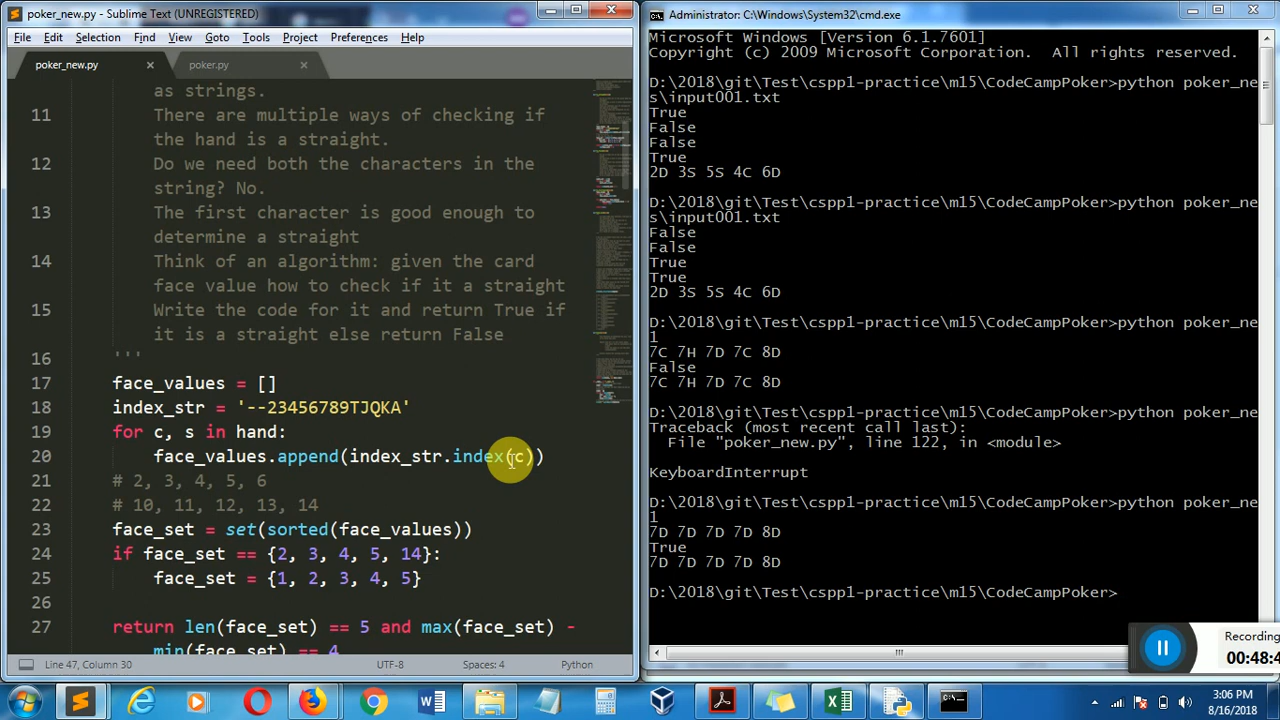 poker_new.py - Sublime Text (UNREGISTERED)
File Edit Selection Find View Goto Tools Project Preferences Help
poker_new.py poker.py
as strings.
11 There are multiple ways of checking if
the hand is a straight.
12 Do we need both the characters in the
string? No.
13 The first character is good enough to
determine a straight
14 Think of an algorithm: given the card
face value how to check if it a straight
15 Write the code for it and return True if
it is a straight else return False
16 '''
17 face_values = []
18 index_str = '--23456789TJQKA'
19 for c, s in hand:
20 face_values.append(index_str.index(c))
21 # 2, 3, 4, 5, 6
22 # 10, 11, 12, 13, 14
23 face_set = set(sorted(face_values))
24 if face_set == {2, 3, 4, 5, 14}:
25 face_set = {1, 2, 3, 4, 5}
26
27 return len(face_set) == 5 and max(face_set) -
min(face_set) == 4
Line 47, Column 30 UTF-8 Spaces: 4 Python
Administrator: C:\Windows\System32\cmd.exe
Microsoft Windows [Version 6.1.7601]
Copyright (c) 2009 Microsoft Corporation. All rights reserved.
D:\2018\git\Test\cspp1-practice\m15\CodeCampPoker>python poker_ne
s\input001.txt
True
False
False
True
2D 3S 5S 4C 6D
D:\2018\git\Test\cspp1-practice\m15\CodeCampPoker>python poker_ne
s\input001.txt
False
False
True
True
2D 3S 5S 4C 6D
D:\2018\git\Test\cspp1-practice\m15\CodeCampPoker>python poker_ne
1
7C 7H 7D 7C 8D
False
7C 7H 7D 7C 8D
D:\2018\git\Test\cspp1-practice\m15\CodeCampPoker>python poker_ne
Traceback (most recent call last):
File "poker_new.py", line 122, in <module>
KeyboardInterrupt
D:\2018\git\Test\cspp1-practice\m15\CodeCampPoker>python poker_ne
1
7D 7D 7D 7D 8D
True
7D 7D 7D 7D 8D
D:\2018\git\Test\cspp1-practice\m15\CodeCampPoker>
Recording
00:48:4
3:06 PM
8/16/2018